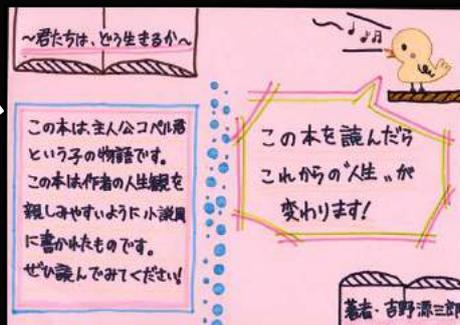 ～君たちは、どう生きるか～
この本は、主人公コペル君
という子の物語です。
この本は作者の人生観を
親しみやすいように小説風
に書かれたものです。
ぜひ読んでみてください!
この本を読んだら
これからの〝人生〟が
変わります!
著者・吉野源三郎